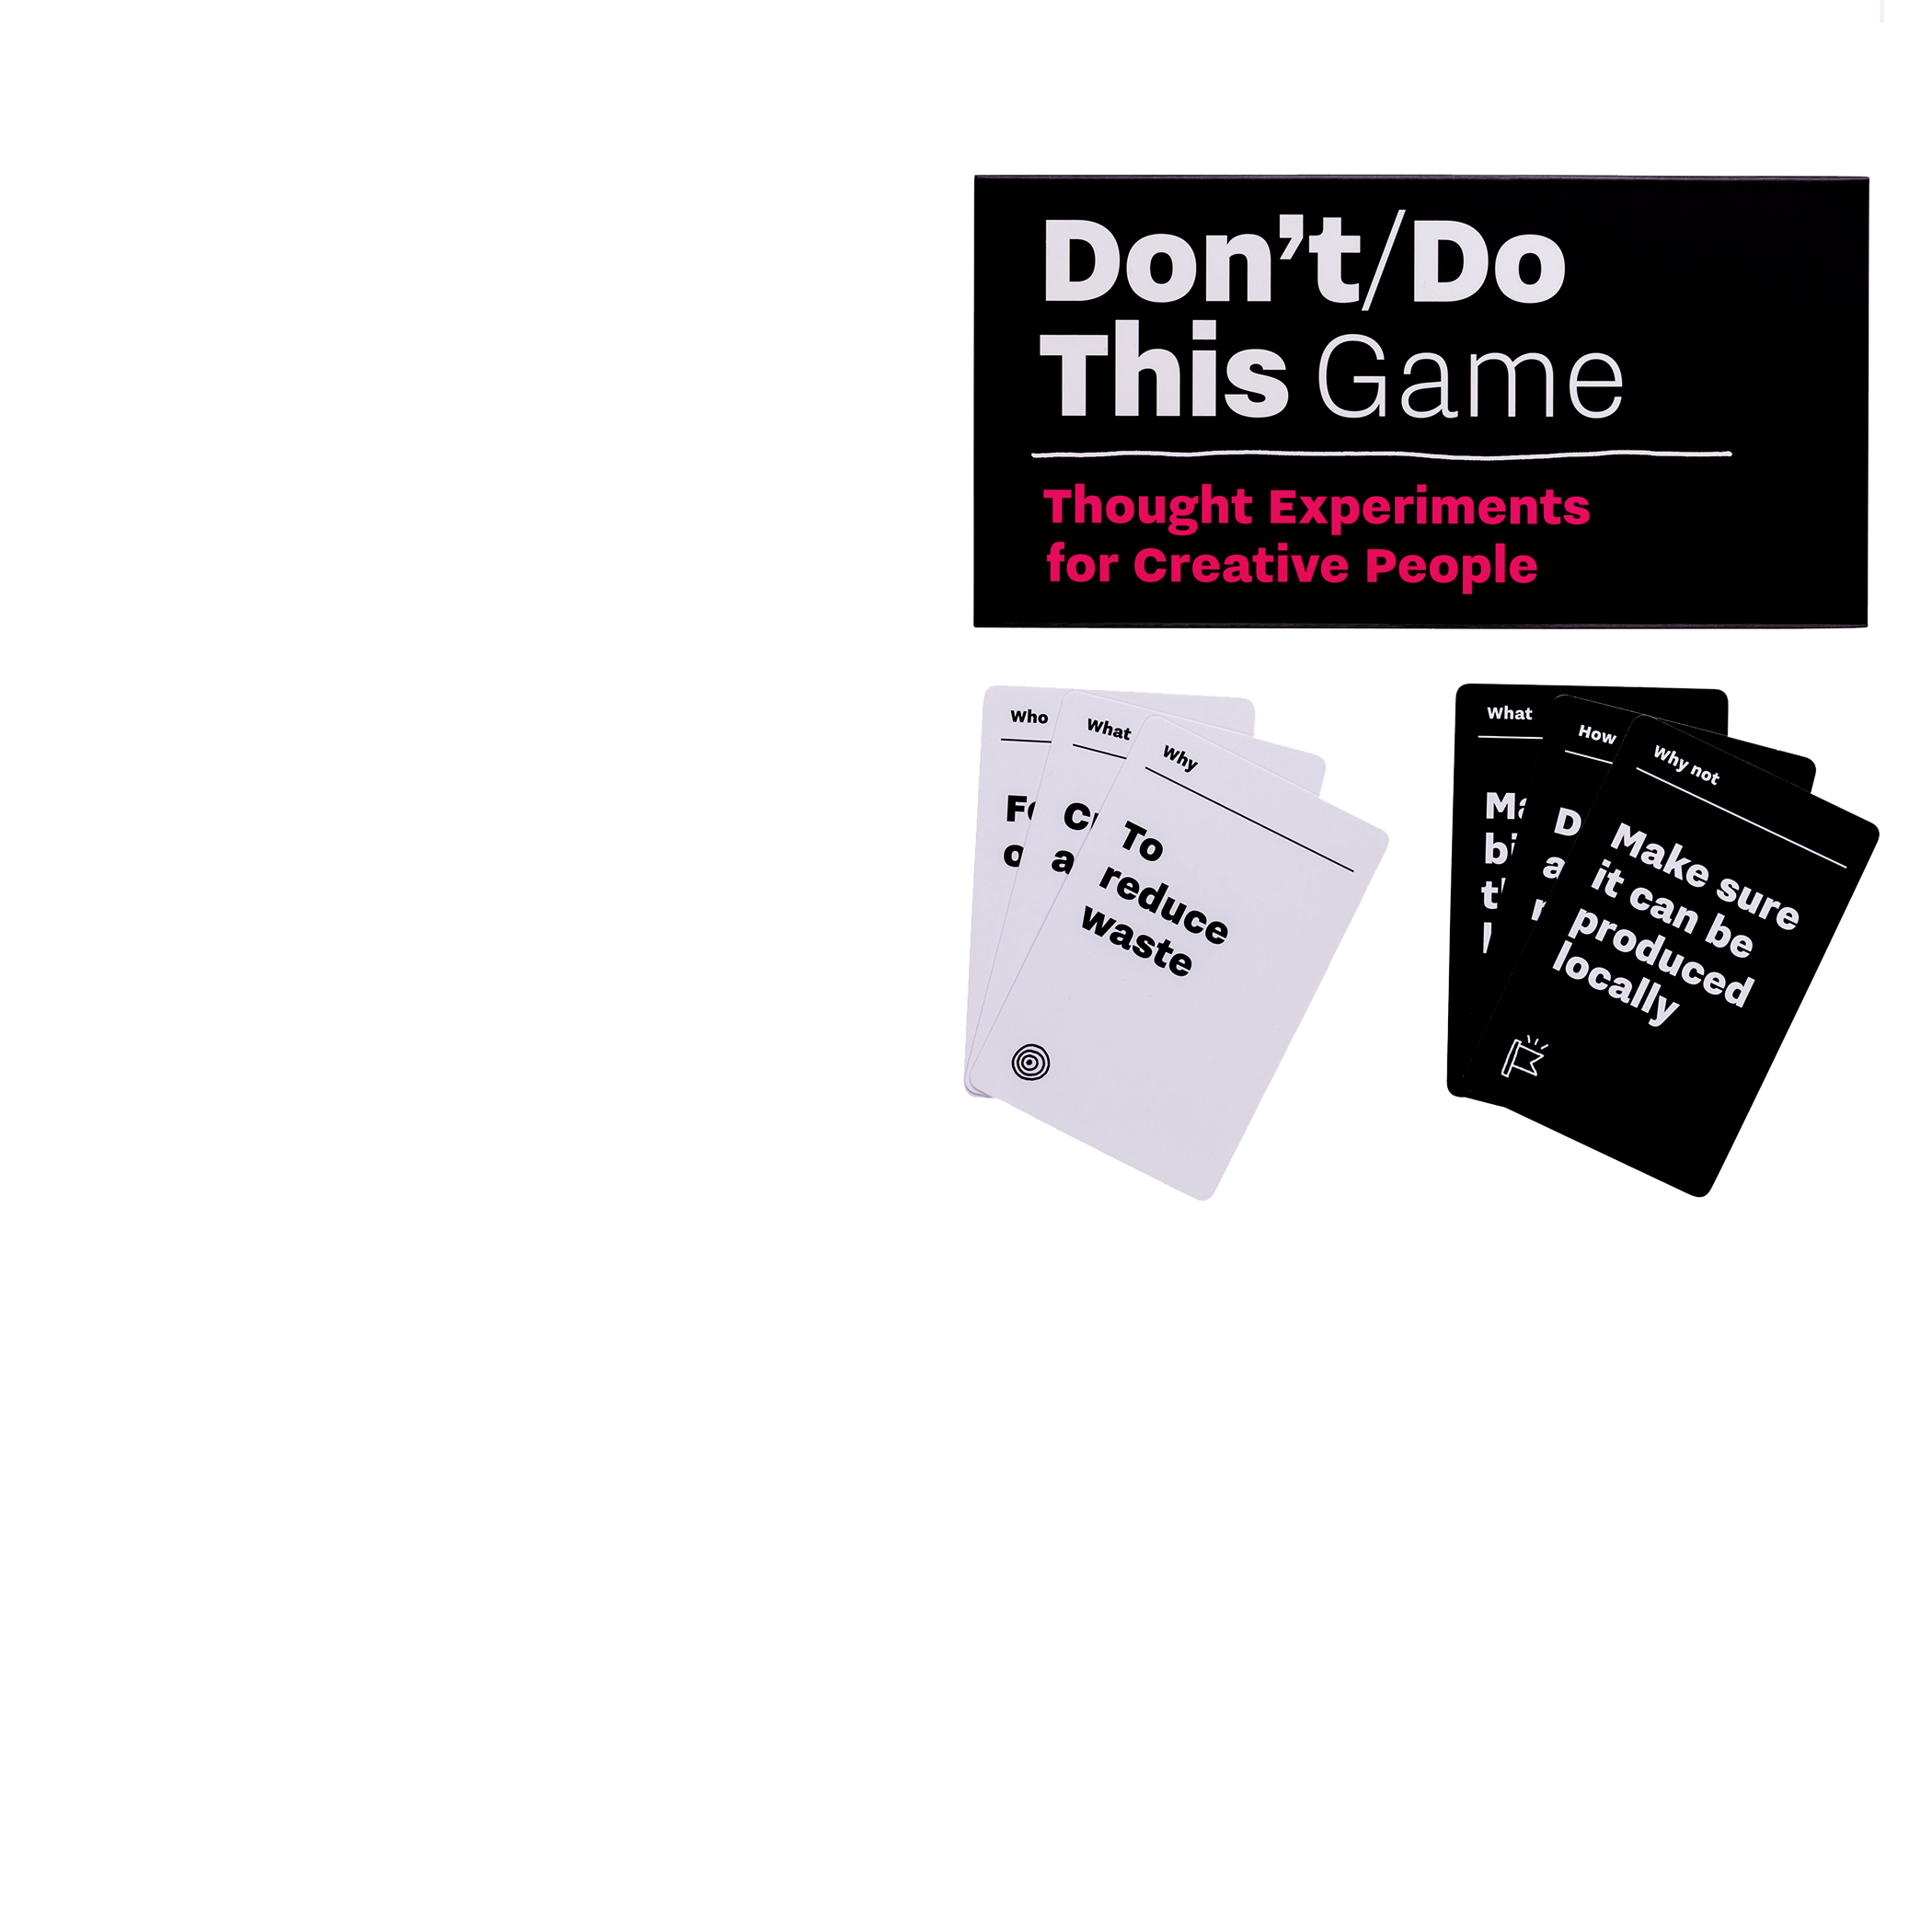 Don't/Do
This Game
Thought Experiments
for Creative People
Who
What
Why
To
reduce
waste
What
How
Why not
Make sure
it can be
produced
locally